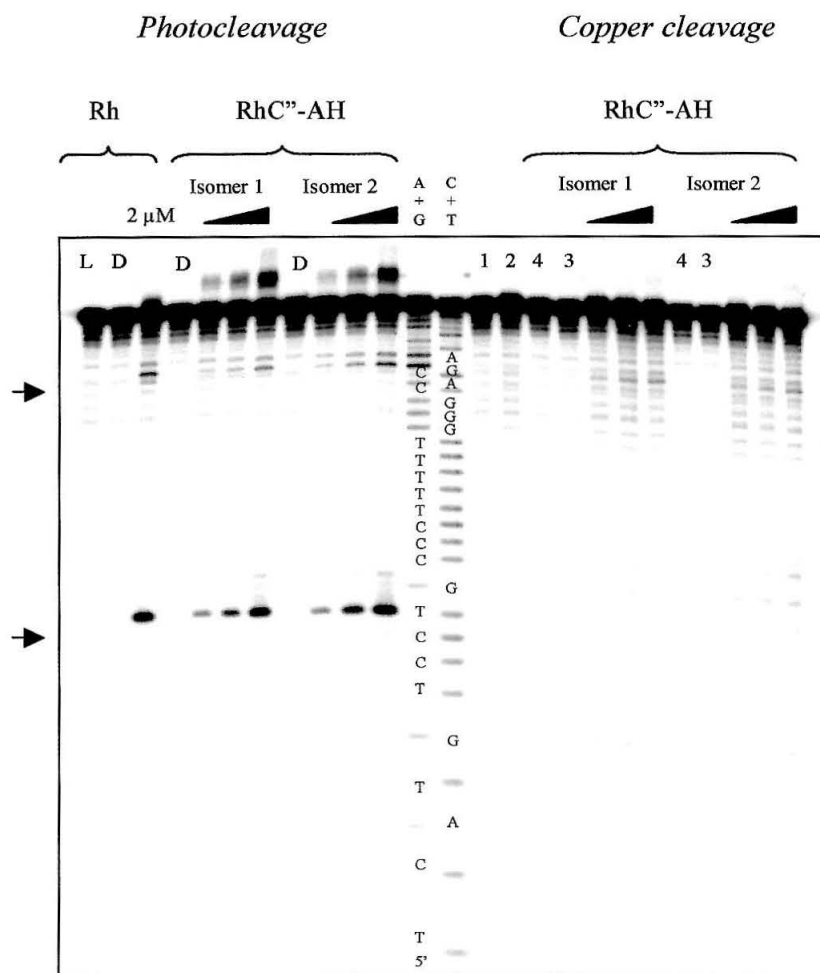 Photocleavage Copper cleavage
Rh RhC”-AH RhC”-AH
Isomer 1 Isomer 2 A+G C+T Isomer 1 Isomer 2
2 μM
L D D D 1 2 4 3 4 3
A
C G
C A
G
G
G
T
T
T
T
T
C
C
C
G
T
C
C
T
G
T
A
C
T
5'